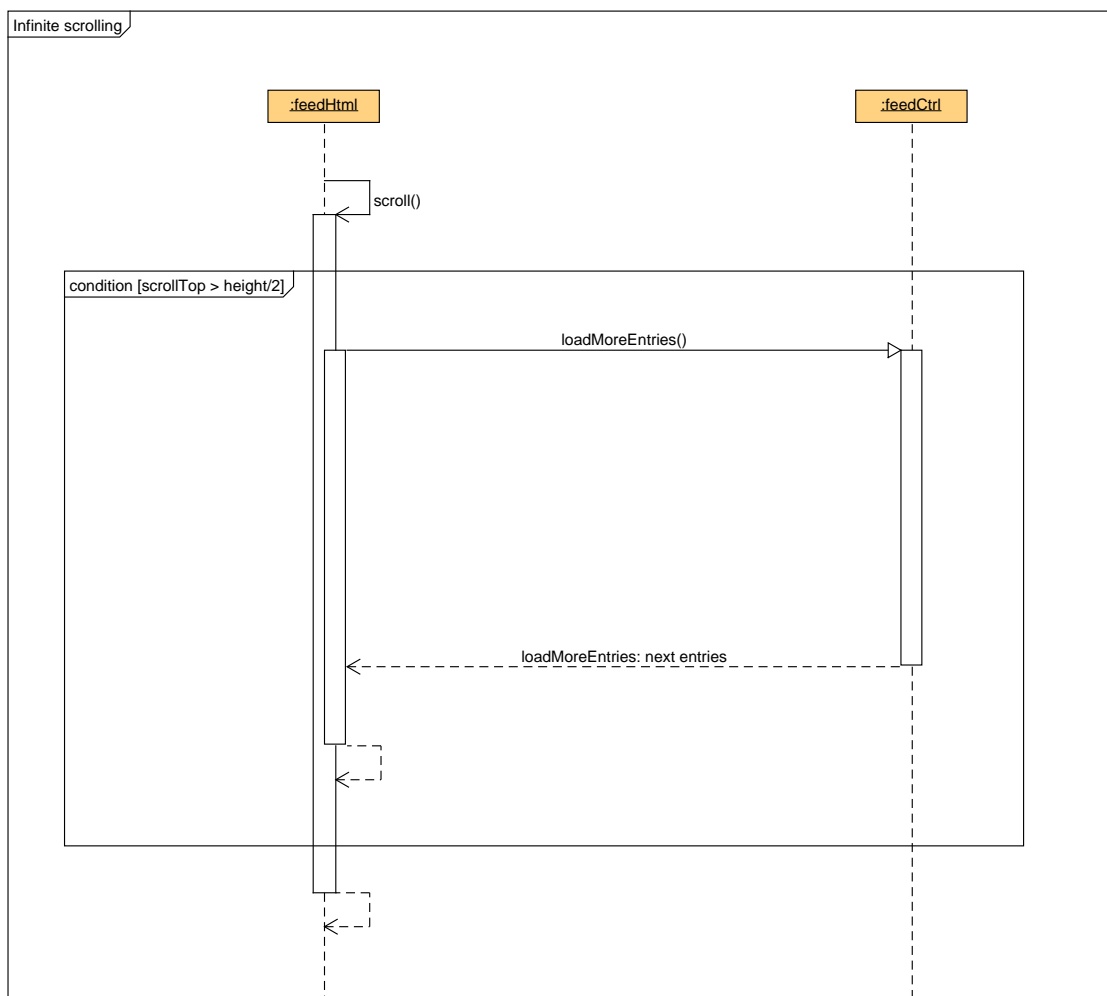 Infinite scrolling
:feedHtml
:feedCtrl
scroll()
condition [scrollTop > height/2]
loadMoreEntries()
loadMoreEntries: next entries